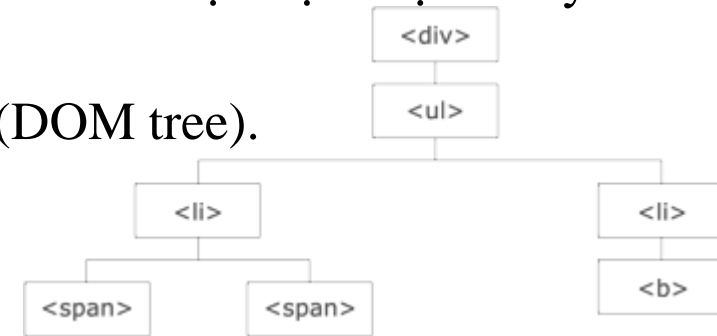 <div>
<ul>
(DOM tree).
<li> <li>
<b>
<span> <span>